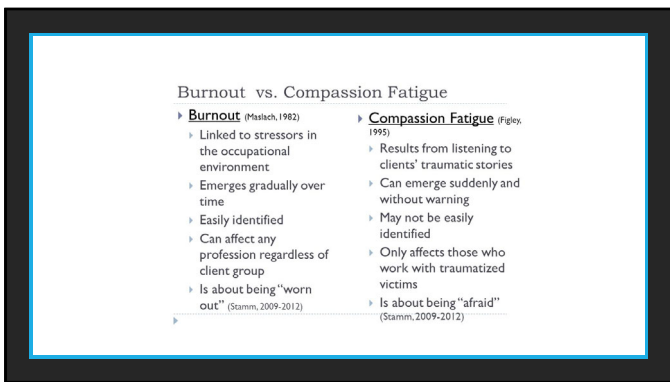 Burnout vs. Compassion Fatigue
Burnout (Maslach, 1982)
Linked to stressors in
the occupational
environment
Emerges gradually over
time
Easily identified
Can affect any
profession regardless of
client group
Is about being “worn
out” (Stamm, 2009-2012)
Compassion Fatigue (Figley,
1995)
Results from listening to
clients’ traumatic stories
Can emerge suddenly and
without warning
May not be easily
identified
Only affects those who
work with traumatized
victims
Is about being “afraid”
(Stamm, 2009-2012)